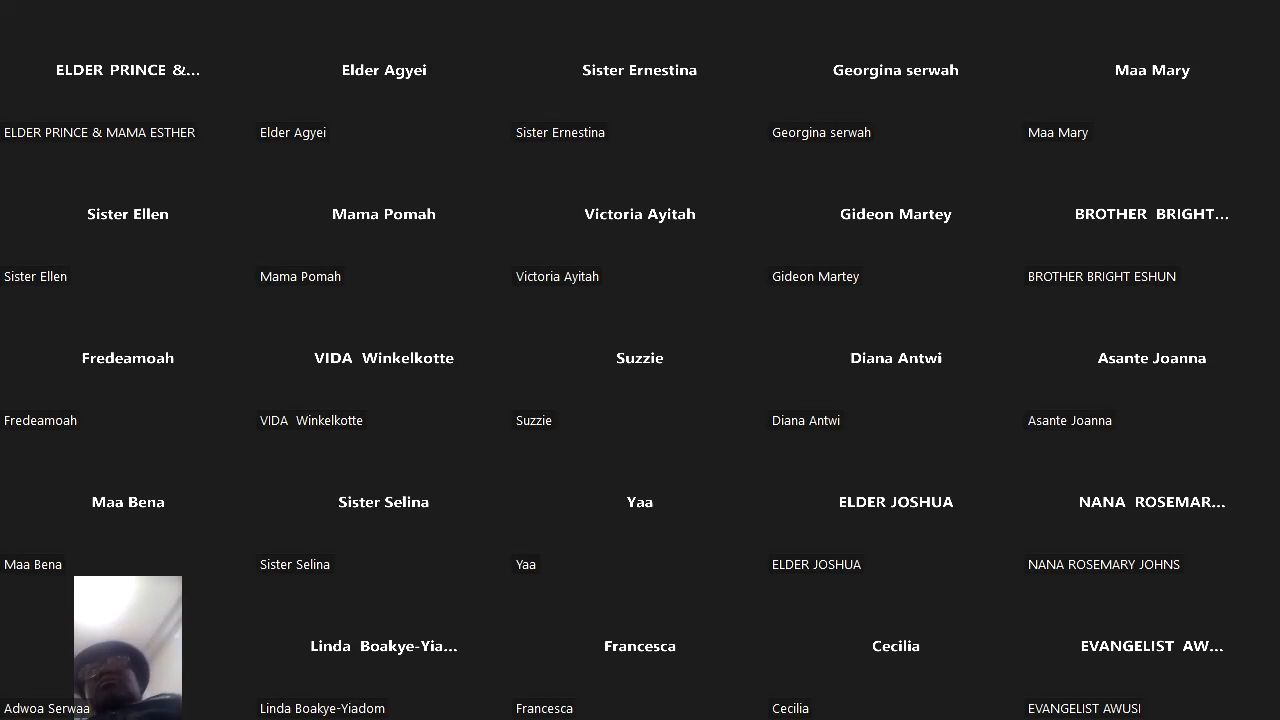 ELDER PRINCE &...
Elder Agyei
Sister Ernestina
Georgina serwah
Maa Mary
ELDER PRINCE & MAMA ESTHER
Elder Agyei
Sister Ernestina
Georgina serwah
Maa Mary
Sister Ellen
Mama Pomah
Victoria Ayitah
Gideon Martey
BROTHER BRIGHT...
Sister Ellen
Mama Pomah
Victoria Ayitah
Gideon Martey
BROTHER BRIGHT ESHUN
Fredeamoah
VIDA Winkelkotte
Suzzie
Diana Antwi
Asante Joanna
Fredeamoah
VIDA Winkelkotte
Suzzie
Diana Antwi
Asante Joanna
Maa Bena
Sister Selina
Yaa
ELDER JOSHUA
NANA ROSEMAR...
Maa Bena
Sister Selina
Yaa
ELDER JOSHUA
NANA ROSEMARY JOHNS
Linda Boakye-Yia...
Francesca
Cecilia
EVANGELIST AW...
Adwoa Serwaa
Linda Boakye-Yiadom
Francesca
Cecilia
EVANGELIST AWUSI